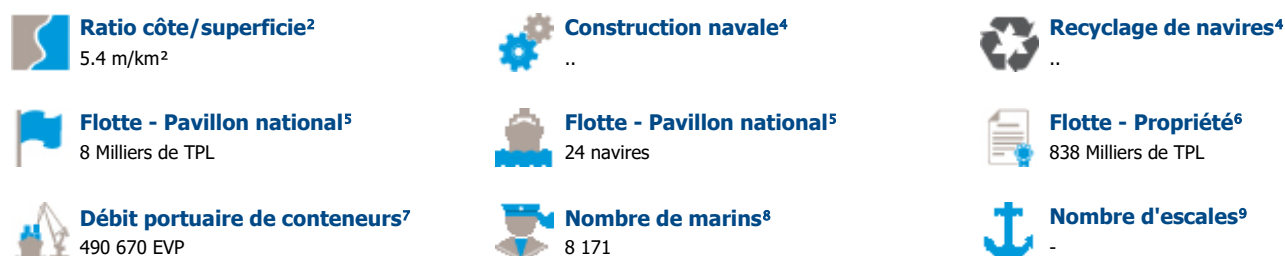 Ratio côte/superficie²
5.4 m/km²
Construction navale⁴
..
Recyclage de navires⁴
..
Flotte - Pavillon national⁵
8 Milliers de TPL
Flotte - Pavillon national⁵
24 navires
Flotte - Propriété⁶
838 Milliers de TPL
Débit portuaire de conteneurs⁷
490 670 EVP
Nombre de marins⁸
8 171
Nombre d'escales⁹
-